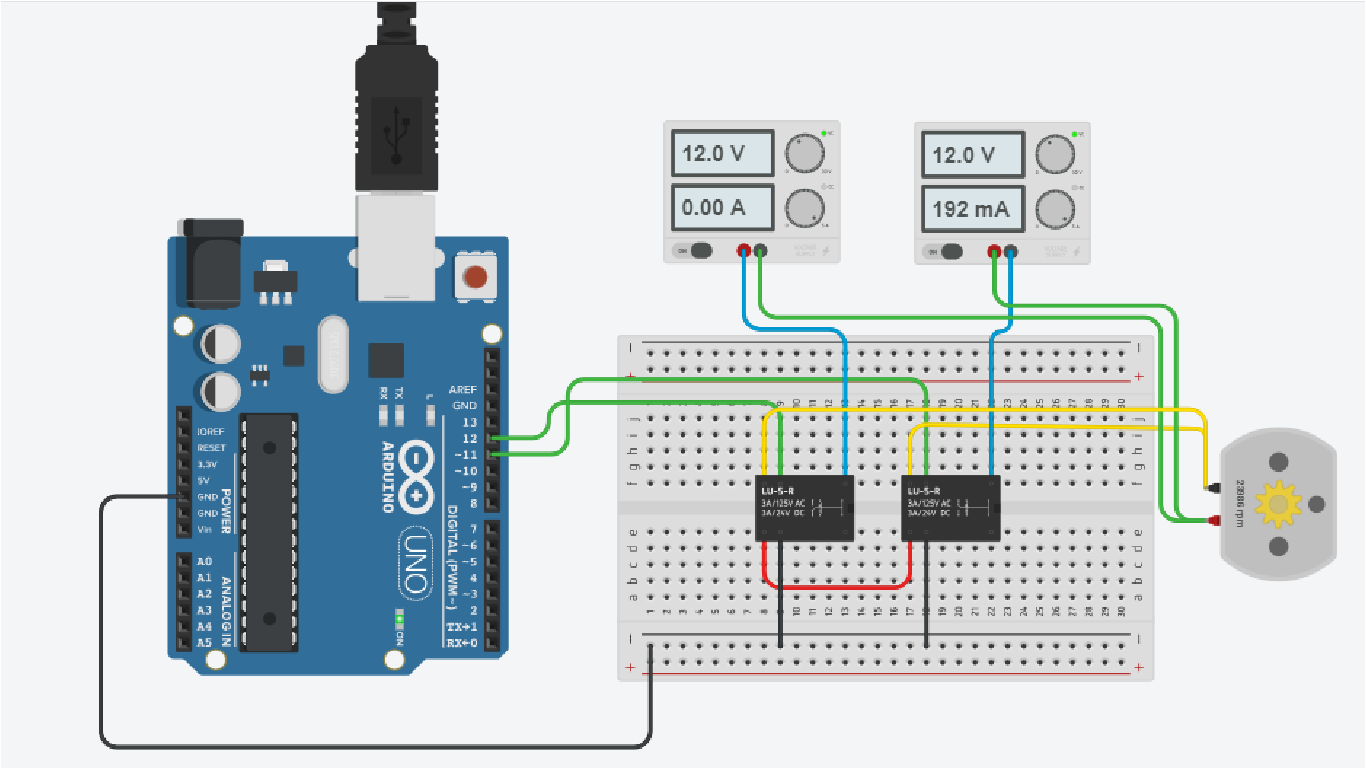 12.0 V
0.00 A
12.0 V
192 mA
ON
ON
AREF
GND
13
12
~11
~10
~9
8
7
~6
~5
4
~3
2
TX→1
RX←0
DIGITAL (PWM~)
IOREF
RESET
3.3V
5V
GND
GND
Vin
POWER
A0
A1
A2
A3
A4
A5
ANALOG IN
RX
TX
L
ARDUINO
UNO
ON
LU-5-R
3A/125V AC
3A/24V DC
LU-5-R
3A/125V AC
3A/24V DC
j
i
h
g
f
e
d
c
b
a
j
i
h
g
f
e
d
c
b
a
1 2 3 4 5 6 7 8 9 10 11 12 13 14 15 16 17 18 19 20 21 22 23 24 25 26 27 28 29 30